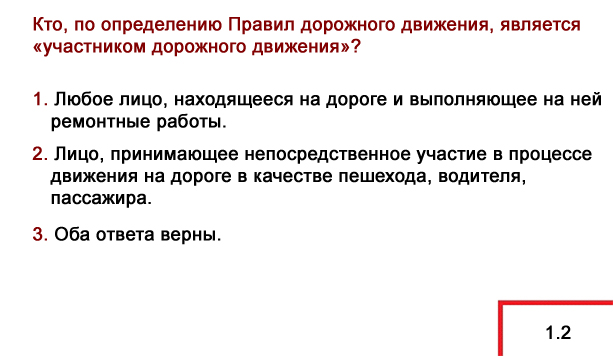 Кто, по определению Правил дорожного движения, является
«участником дорожного движения»?
1. Любое лицо, находящееся на дороге и выполняющее на ней
ремонтные работы.
2. Лицо, принимающее непосредственное участие в процессе
движения на дороге в качестве пешехода, водителя,
пассажира.
3. Оба ответа верны.
1.2